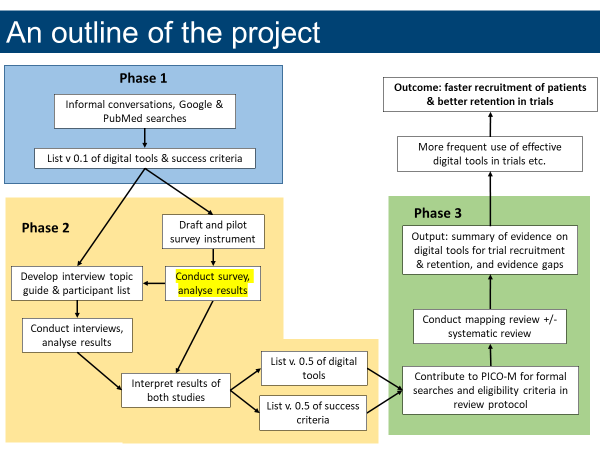 An outline of the project
Phase 1
Informal conversations, Google &
PubMed searches
List v 0.1 of digital tools & success criteria
Phase 2
Draft and pilot
survey instrument
Develop interview topic
guide & participant list
Conduct survey,
analyse results
Conduct interviews,
analyse results
Interpret results of
both studies
List v. 0.5 of digital
tools
List v. 0.5 of success
criteria
Outcome: faster recruitment of patients
& better retention in trials
More frequent use of effective
digital tools in trials etc.
Phase 3
Output: summary of evidence on
digital tools for trial recruitment
& retention, and evidence gaps
Conduct mapping review +/-
systematic review
Contribute to PICO-M for formal
searches and eligibility criteria in
review protocol